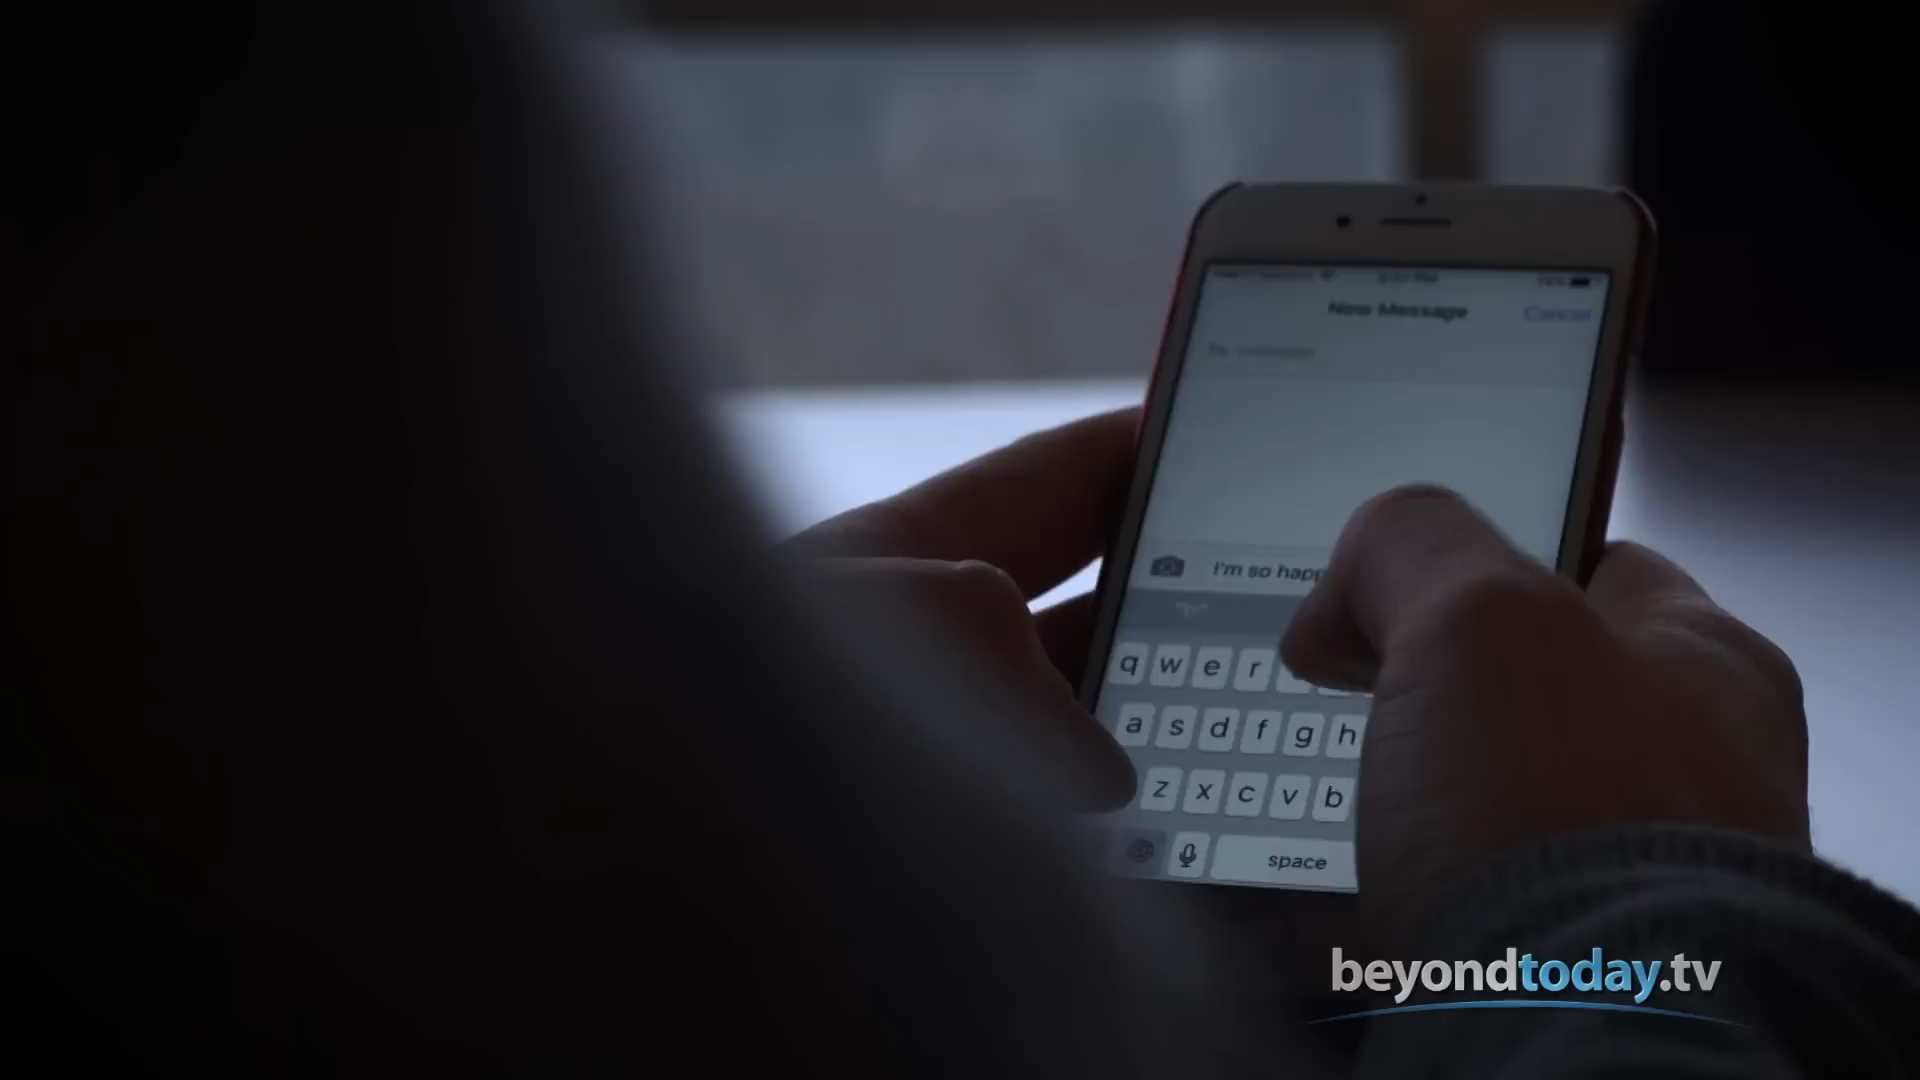 New Message
Cancel
I'm so happ
q w e r
a s d f g h
z x c v b
space
beyondtoday.tv